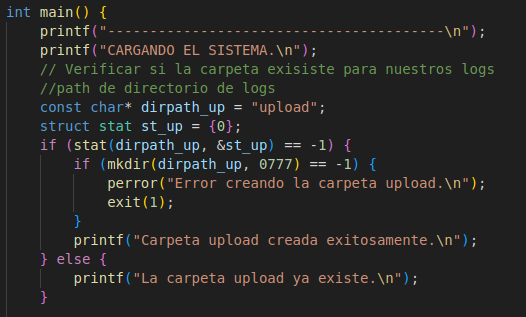 int main() {
    printf("----------------------------------------\n");
    printf("CARGANDO EL SISTEMA.\n");
    // Verificar si la carpeta exisiste para nuestros logs
    //path de directorio de logs
    const char* dirpath_up = "upload";
    struct stat st_up = {0};
    if (stat(dirpath_up, &st_up) == -1) {
        if (mkdir(dirpath_up, 0777) == -1) {
            perror("Error creando la carpeta upload.\n");
            exit(1);
        }
        printf("Carpeta upload creada exitosamente.\n");
    } else {
        printf("La carpeta upload ya existe.\n");
    }